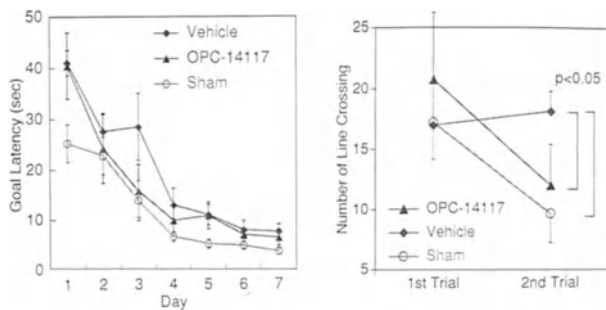 50
40
30
20
10
0
Goal Latency (sec)
Vehicle
OPC-14117
Sham
1 2 3 4 5 6 7
Day
25
20
15
10
5
Number of Line Crossing
p<0.05
OPC-14117
Vehicle
Sham
1st Trial 2nd Trial